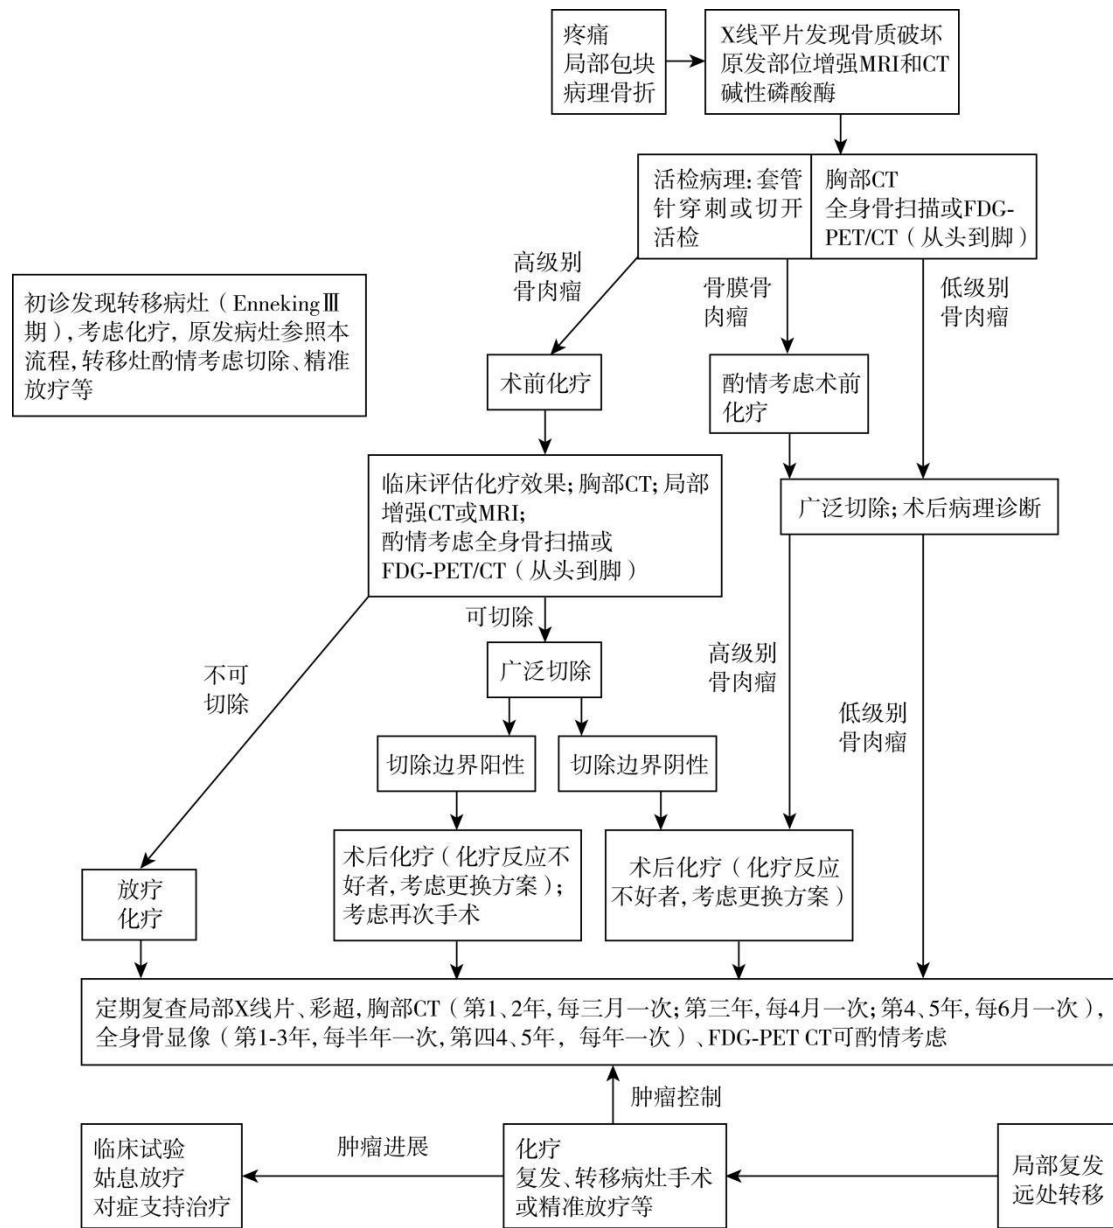 疼痛
局部包块
病理骨折
X线平片发现骨质破坏
原发部位增强MRI和CT
碱性磷酸酶
活检病理:套管
针穿刺或切开
活检
胸部CT
全身骨扫描或FDG-
PET/CT（从头到脚）
初诊发现转移病灶（EnnekingⅢ
期），考虑化疗，原发病灶参照本
流程，转移灶酌情考虑切除、精准
放疗等
高级别
骨肉瘤
骨膜骨
肉瘤
低级别
骨肉瘤
术前化疗
酌情考虑术前
化疗
临床评估化疗效果；胸部CT；局部
增强CT或MRI；
酌情考虑全身骨扫描或
FDG-PET/CT（从头到脚）
广泛切除；术后病理诊断
不可
切除
可切除
广泛切除
高级别
骨肉瘤
低级别
骨肉瘤
切除边界阳性
切除边界阴性
放疗
化疗
术后化疗（化疗反应不
好者，考虑更换方案）；
考虑再次手术
术后化疗（化疗反应
不好者，考虑更换方案）
定期复查局部X线片、彩超，胸部CT（第1、2年，每三月一次；第三年，每4月一次；第4、5年，每6月一次），
全身骨显像（第1-3年，每半年一次，第四4、5年，每年一次）、FDG-PET CT可酌情考虑
肿瘤控制
临床试验
姑息放疗
对症支持治疗
肿瘤进展
化疗
复发、转移病灶手术
或精准放疗等
局部复发
远处转移